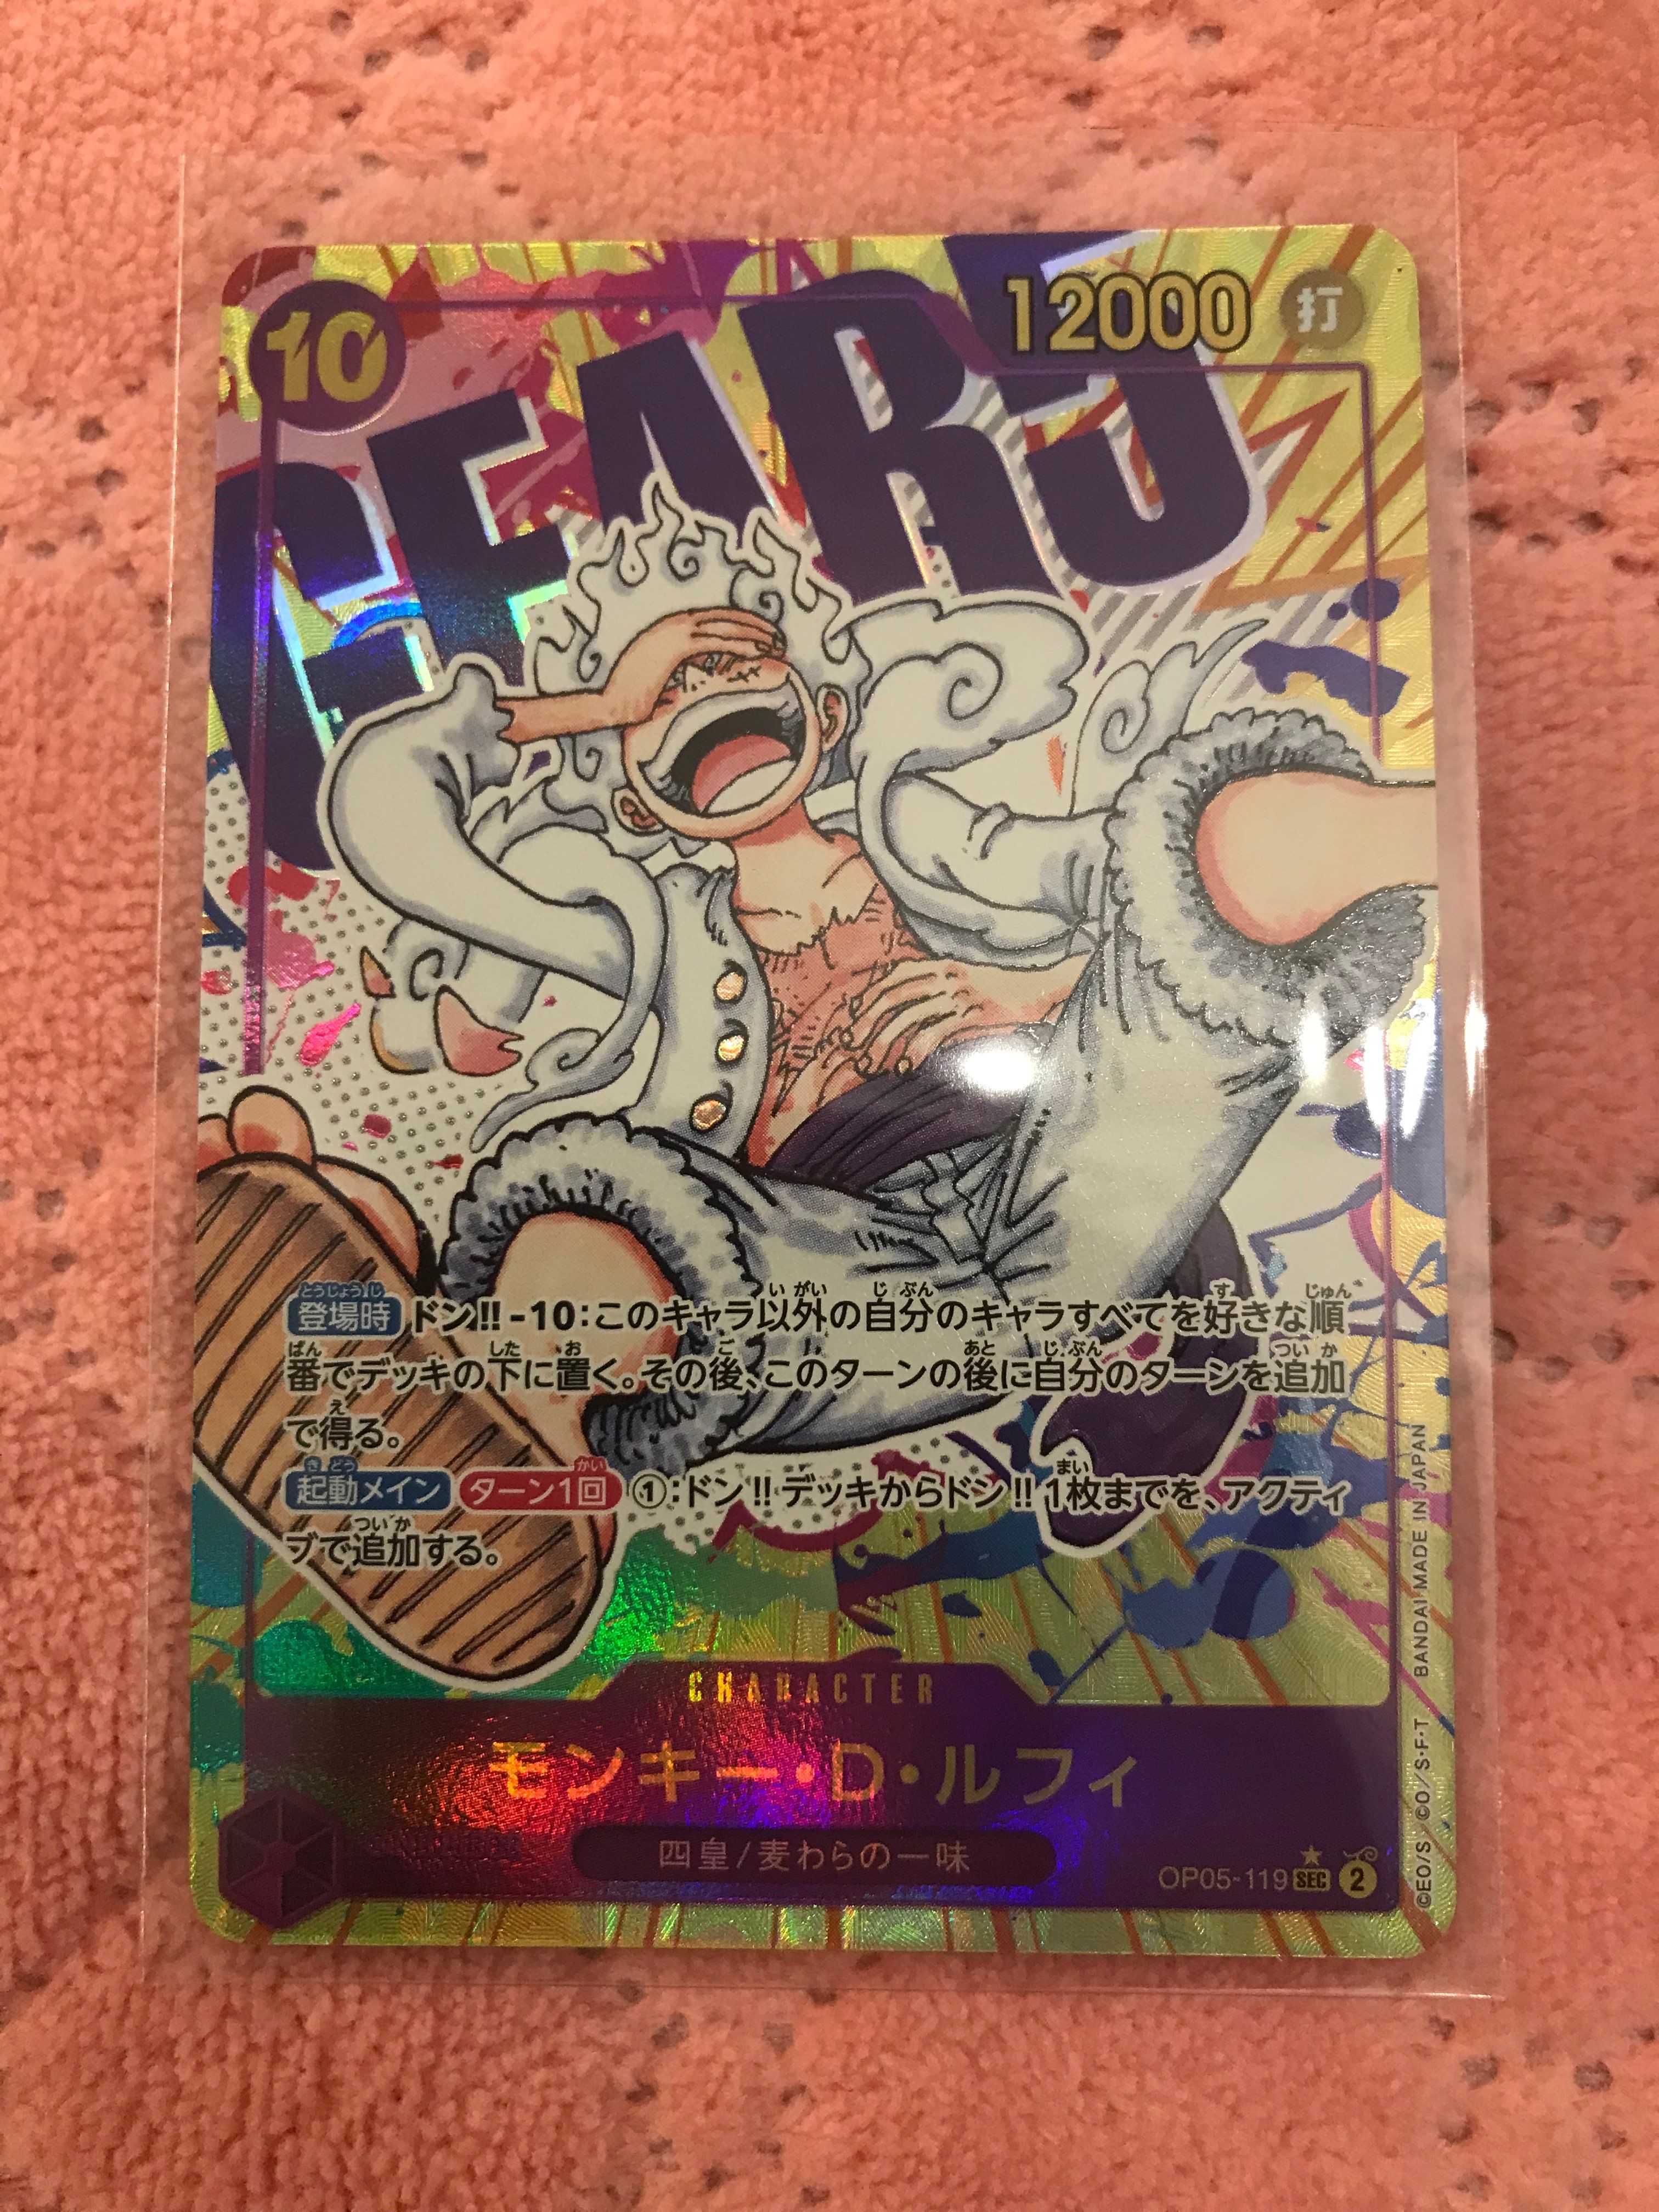 10
12000 打
GEAR5
登場時 ドン!!-10:このキャラ以外の自分のキャラすべてを好きな順
番でデッキの下に置く。その後、このターンの後に自分のターンを追加
で得る。
起動メイン ターン1回 ①:ドン!!デッキからドン!!1枚までを、アクティ
ブで追加する。
CHARACTER
モンキー・D・ルフィ
四皇/麦わらの一味
OP05-119 SEC 2
©EO/S ©O/S・F・T BANDAI MADE IN JAPAN